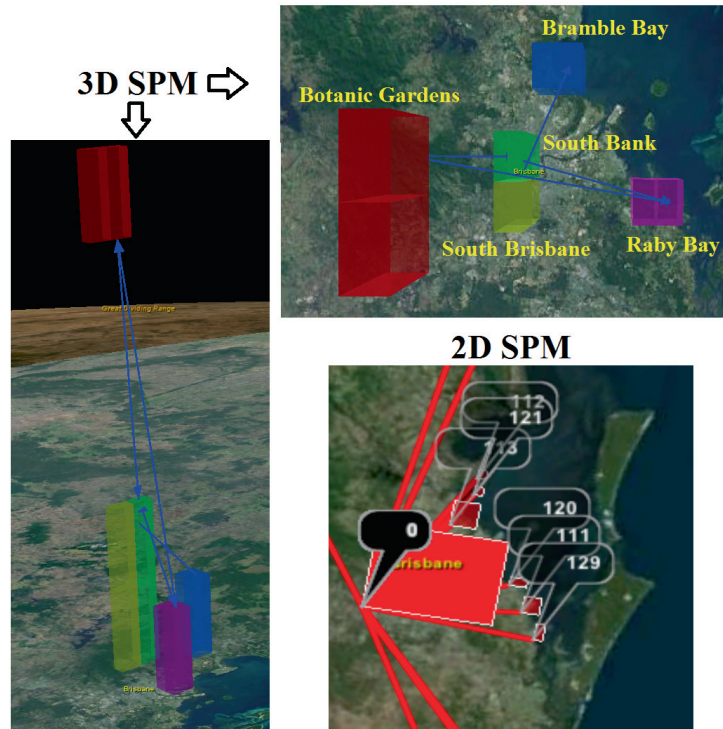 3D SPM
Bramble Bay
Botanic Gardens
South Bank
Brisbane
South Brisbane
Raby Bay
Great Dividing Range
Brisbane
2D SPM
112
121
113
0
120
111
129
Brisbane